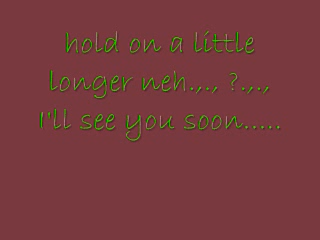 hold on a little
longer neh.,., ?.,.,
I'll see you soon.....